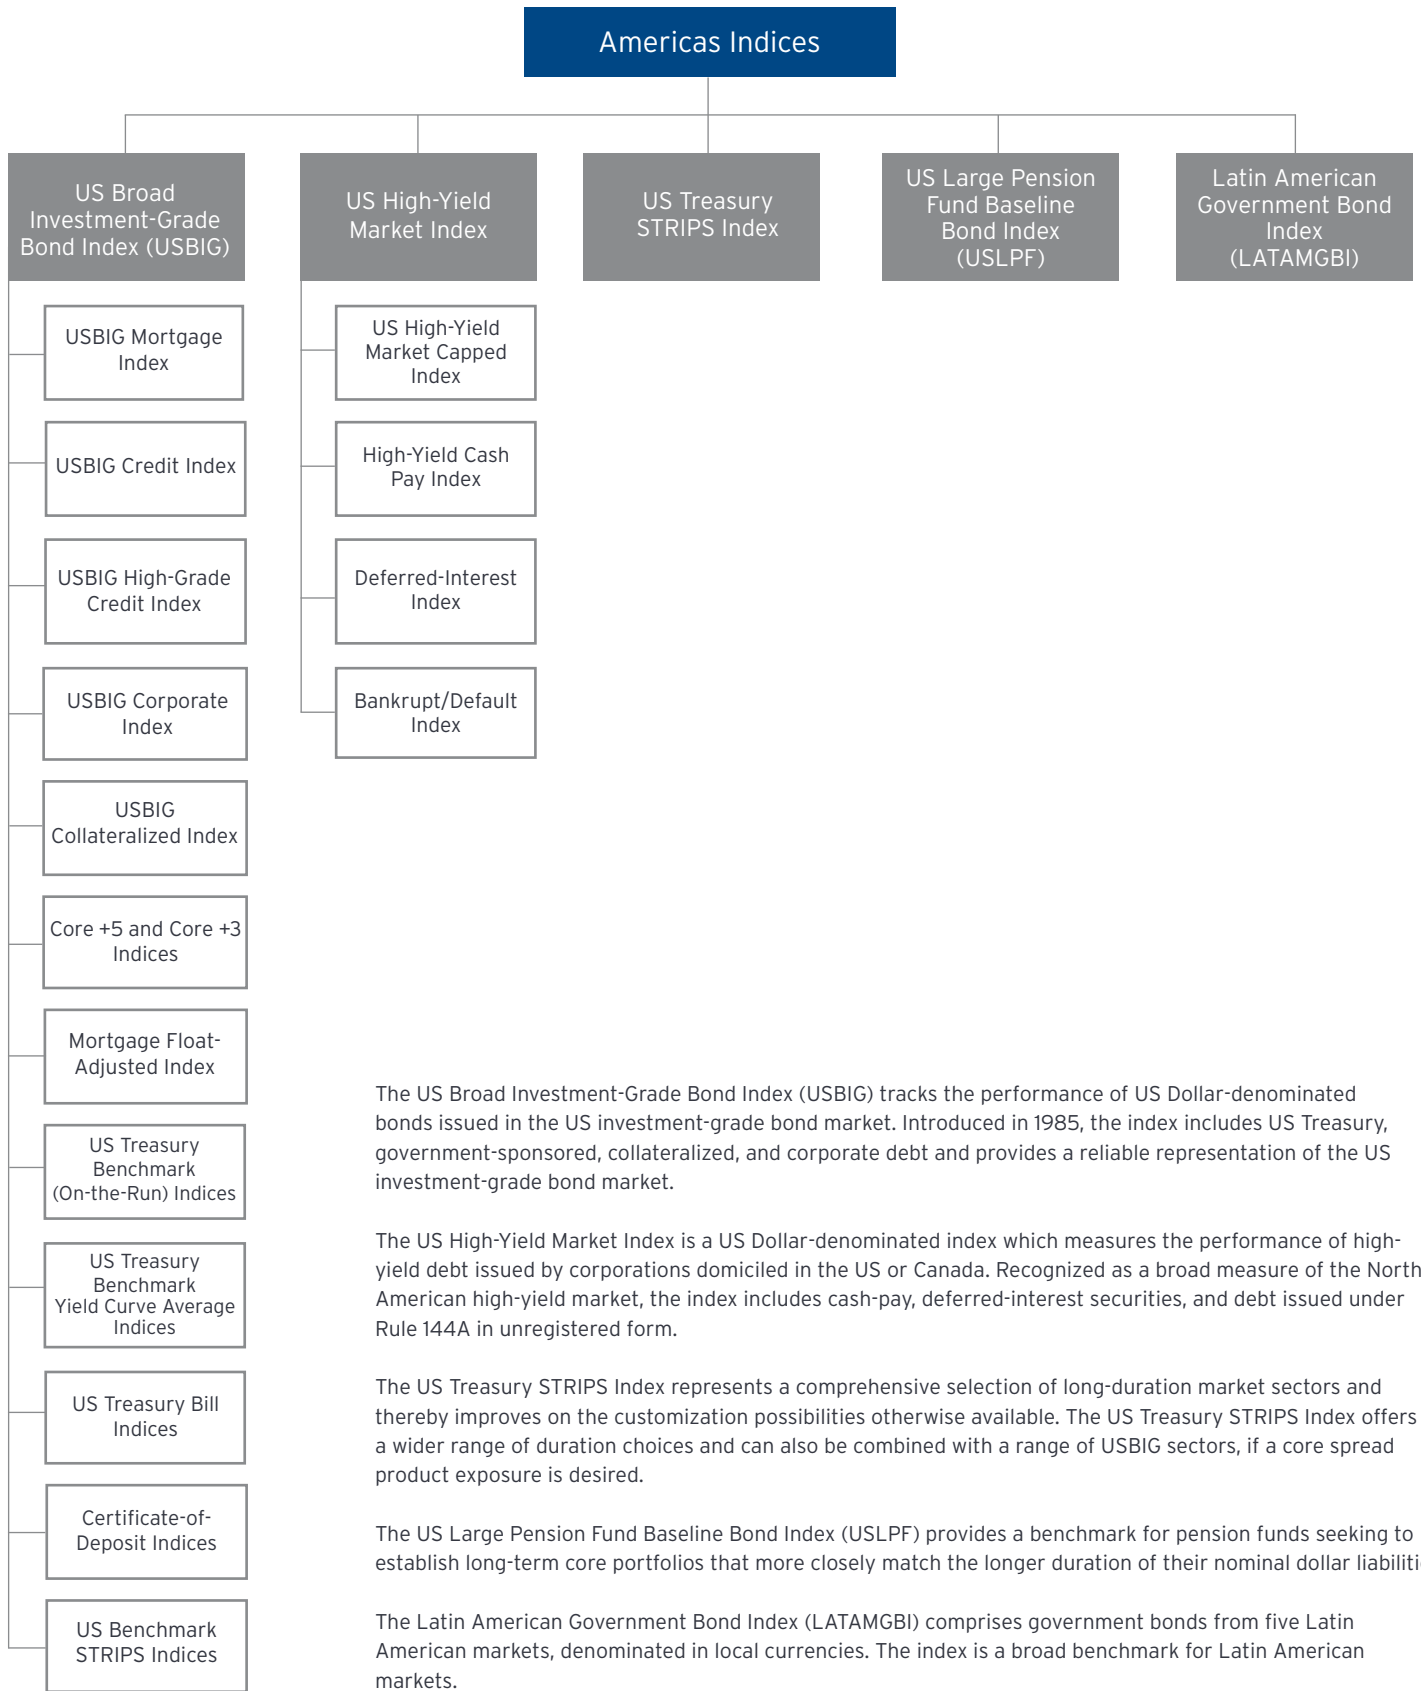 Americas Indices
US Broad
Investment-Grade
Bond Index (USBIG)
US High-Yield
Market Index
US Treasury
STRIPS Index
US Large Pension
Fund Baseline
Bond Index
(USLPF)
Latin American
Government Bond
Index
(LATAMGBI)
USBIG Mortgage
Index
USBIG Credit Index
USBIG High-Grade
Credit Index
USBIG Corporate
Index
USBIG
Collateralized Index
Core +5 and Core +3
Indices
Mortgage Float-
Adjusted Index
US Treasury
Benchmark
(On-the-Run) Indices
US Treasury
Benchmark
Yield Curve Average
Indices
US Treasury Bill
Indices
Certificate-of-
Deposit Indices
US Benchmark
STRIPS Indices
US High-Yield
Market Capped
Index
High-Yield Cash
Pay Index
Deferred-Interest
Index
Bankrupt/Default
Index
The US Broad Investment-Grade Bond Index (USBIG) tracks the performance of US Dollar-denominated
bonds issued in the US investment-grade bond market. Introduced in 1985, the index includes US Treasury,
government-sponsored, collateralized, and corporate debt and provides a reliable representation of the US
investment-grade bond market.
The US High-Yield Market Index is a US Dollar-denominated index which measures the performance of high-
yield debt issued by corporations domiciled in the US or Canada. Recognized as a broad measure of the North
American high-yield market, the index includes cash-pay, deferred-interest securities, and debt issued under
Rule 144A in unregistered form.
The US Treasury STRIPS Index represents a comprehensive selection of long-duration market sectors and
thereby improves on the customization possibilities otherwise available. The US Treasury STRIPS Index offers
a wider range of duration choices and can also be combined with a range of USBIG sectors, if a core spread
product exposure is desired.
The US Large Pension Fund Baseline Bond Index (USLPF) provides a benchmark for pension funds seeking to
establish long-term core portfolios that more closely match the longer duration of their nominal dollar
The Latin American Government Bond Index (LATAMGBI) comprises government bonds from five Latin
American markets, denominated in local currencies. The index is a broad benchmark for Latin American
markets.